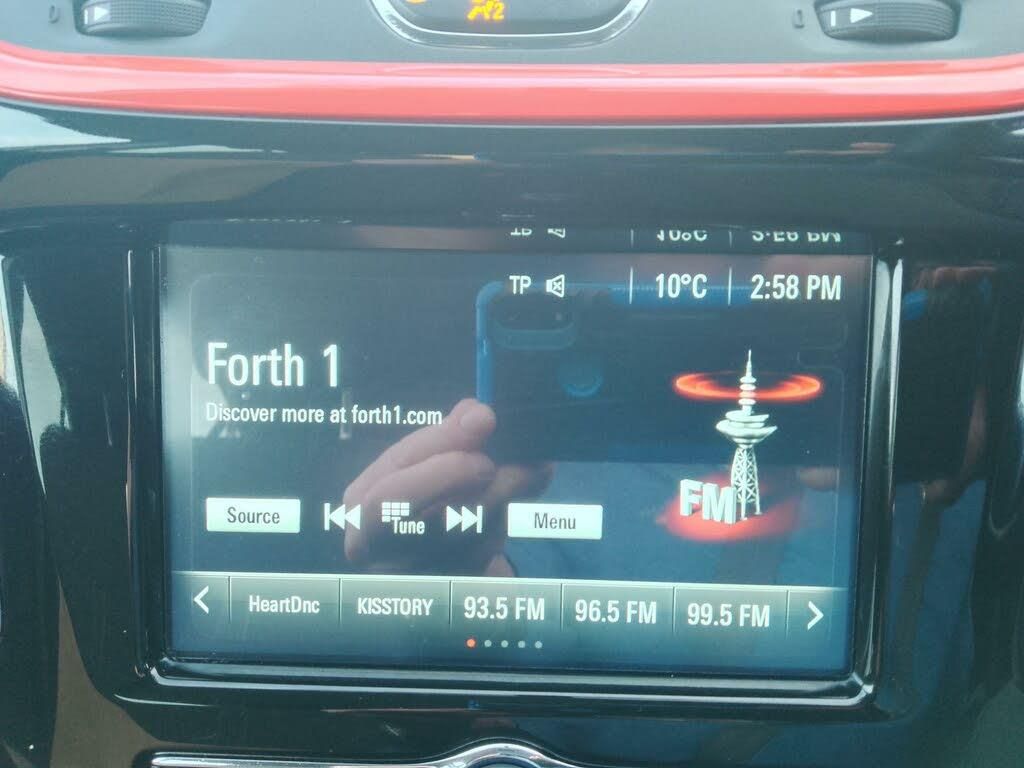 2
TP 10°C 2:58 PM
Forth 1
Discover more at forth1.com
FM
Source Tune Menu
HeartDnc KISSTORY 93.5 FM 96.5 FM 99.5 FM